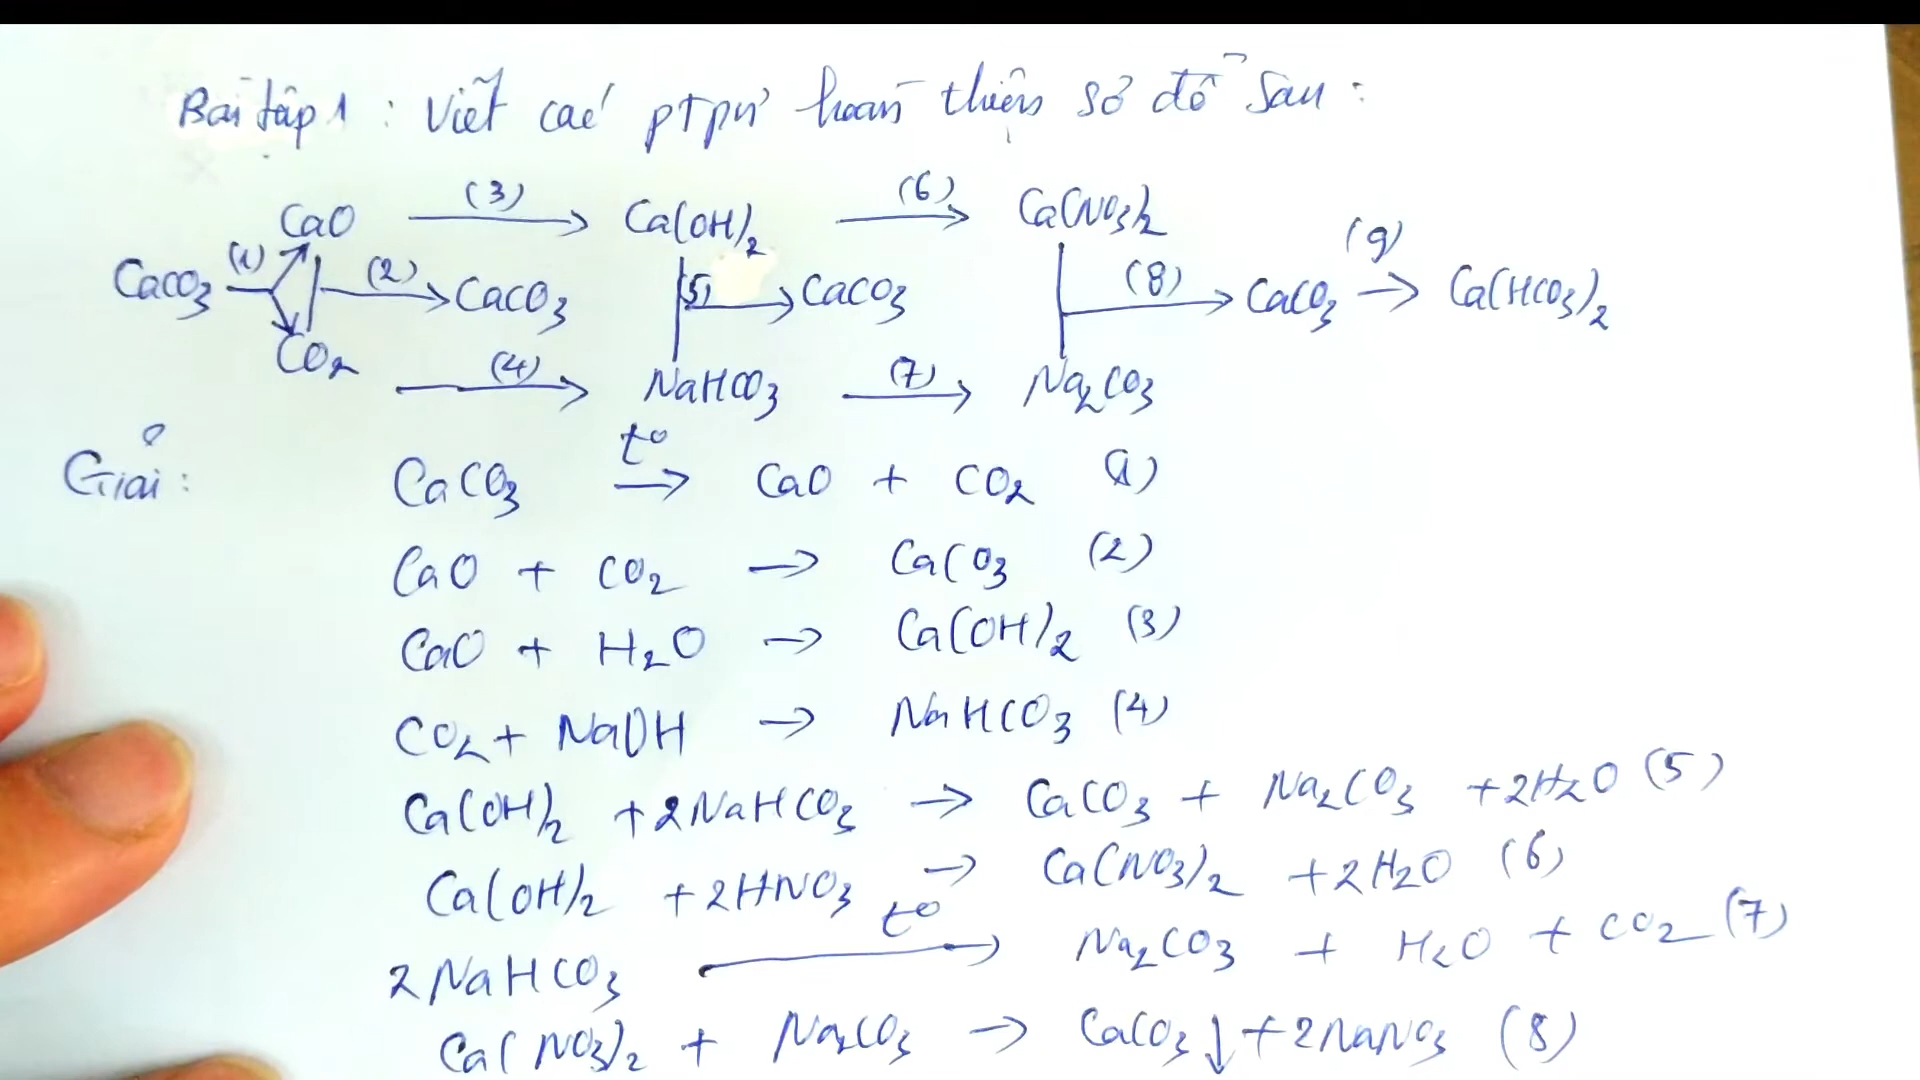 Bài tập 1 : Viết các ptpư hoàn thiện sơ đồ sau :
CaO (3) → Ca(OH)2 (6) → Ca(NO3)2
CaCO3 (1) (2) → CaCO3 (5) → CaCO3 (8) → CaCO3 (9) → Ca(HCO3)2
CO2 (4) → NaHCO3 (7) → Na2CO3
Giải :
CaCO3 t° → CaO + CO2 (1)
CaO + CO2 → CaCO3 (2)
CaO + H2O → Ca(OH)2 (3)
CO2 + NaOH → NaHCO3 (4)
Ca(OH)2 + 2NaHCO3 → CaCO3 + Na2CO3 + 2H2O (5)
Ca(OH)2 + 2HNO3 → Ca(NO3)2 + 2H2O (6)
2NaHCO3 t° → Na2CO3 + H2O + CO2 (7)
Ca(NO3)2 + Na2CO3 → CaCO3↓ + 2NaNO3 (8)